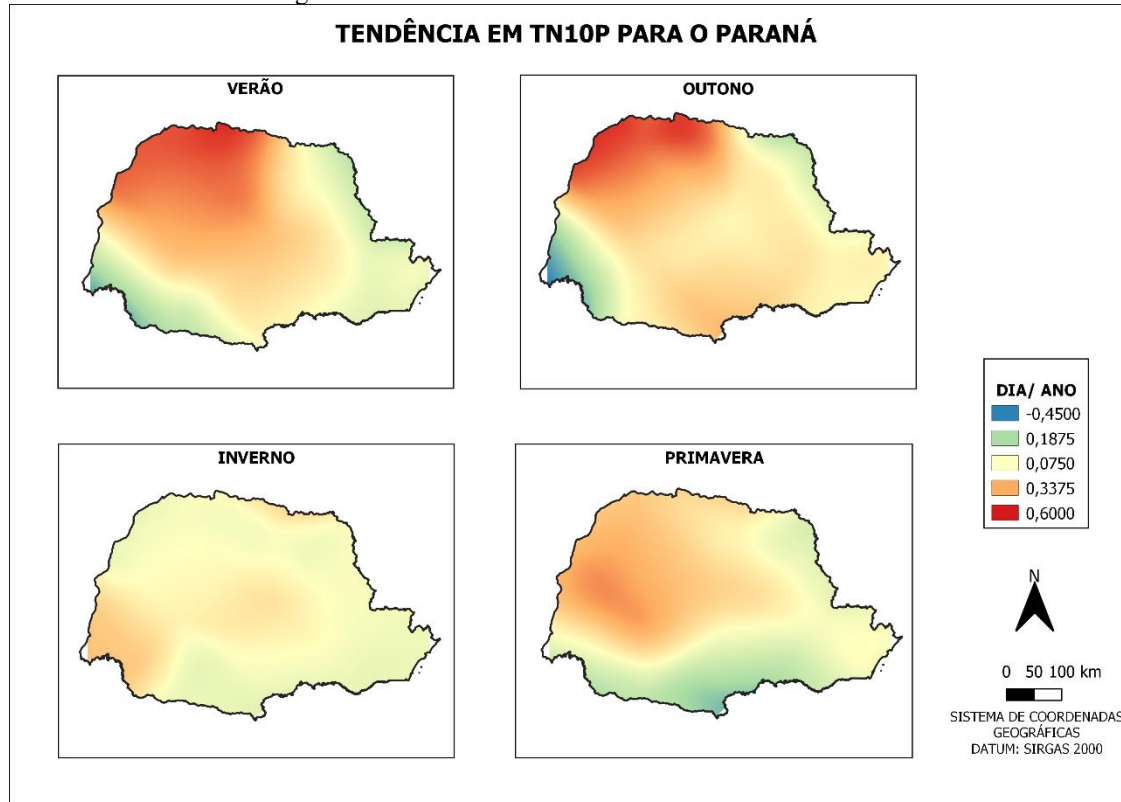 TENDÊNCIA EM TN10P PARA O PARANÁ
VERÃO
OUTONO
INVERNO
PRIMAVERA
DIA/ ANO
-0,4500
0,1875
0,0750
0,3375
0,6000
N
0 50 100 km
SISTEMA DE COORDENADAS
GEOGRÁFICAS
DATUM: SIRGAS 2000